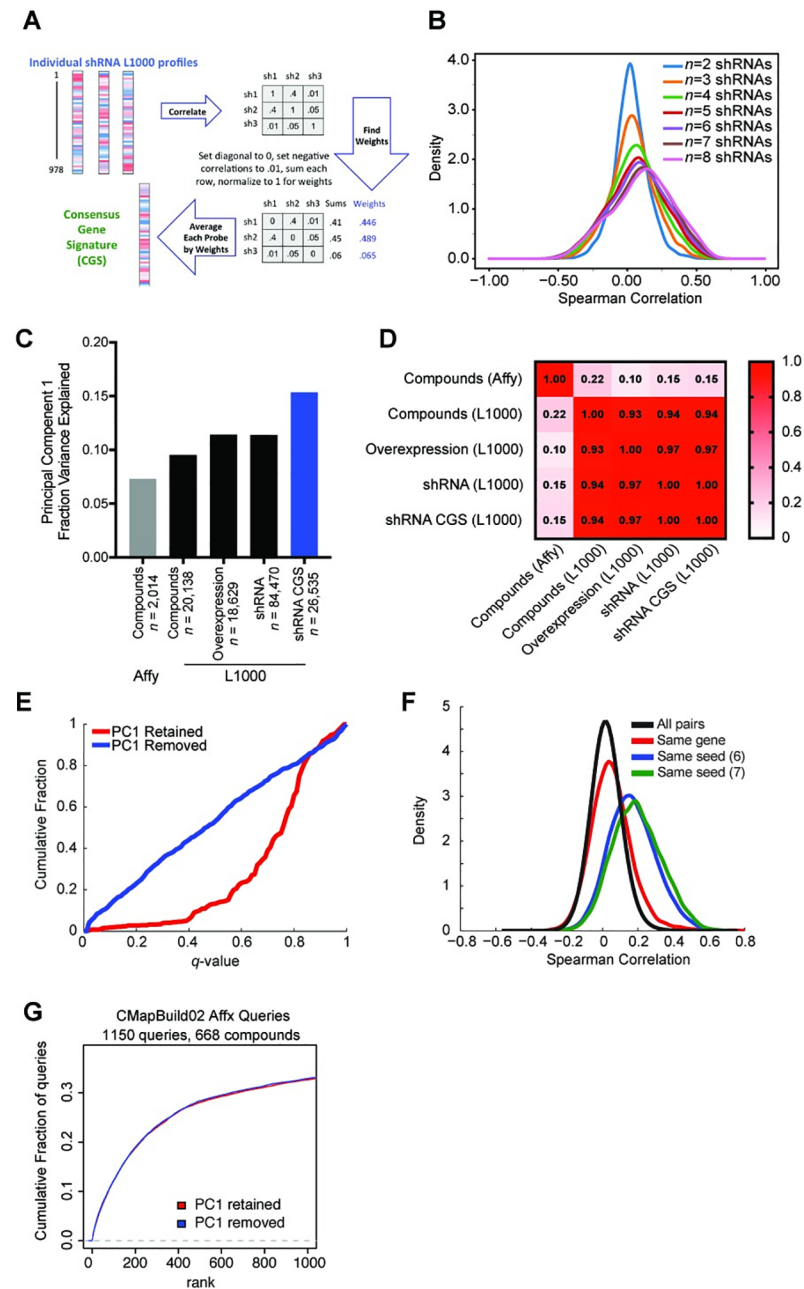 A
Individual shRNA L1000 profiles
1
978
Correlate
sh1 sh2 sh3
sh1 1 .4 .01
sh2 .4 1 .05
sh3 .01 .05 1
Find
Weights
Set diagonal to 0, set negative
correlations to .01, sum each
row, normalize to 1 for weights
Consensus
Gene
Signature
(CGS)
Average
Each Probe
by Weights
sh1 sh2 sh3 Sums Weights
sh1 0 .4 .01 .41 .446
sh2 .4 0 .05 .45 .489
sh3 .01 .05 0 .06 .065
B
Density
4.0
3.0
2.0
1.0
0.0
n=2 shRNAs
n=3 shRNAs
n=4 shRNAs
n=5 shRNAs
n=6 shRNAs
n=7 shRNAs
n=8 shRNAs
-1.00 -0.50 0.00 0.50 1.00
Spearman Correlation
C
Principal Compenent 1
Fraction Variance Explained
0.20
0.15
0.10
0.05
0.00
Compounds
n = 2,014
Compounds
n = 20,138
Overexpression
n = 18,629
shRNA
n = 84,470
shRNA CGS
n = 26,535
Affy L1000
D
Compounds (Affy) 1.00 0.22 0.10 0.15 0.15
Compounds (L1000) 0.22 1.00 0.93 0.94 0.94
Overexpression (L1000) 0.10 0.93 1.00 0.97 0.97
shRNA (L1000) 0.15 0.94 0.97 1.00 1.00
shRNA CGS (L1000) 0.15 0.94 0.97 1.00 1.00
Compounds (Affy)
Compounds (L1000)
Overexpression (L1000)
shRNA (L1000)
shRNA CGS (L1000)
1.0
0.8
0.6
0.4
0.2
0
E
Cumulative Fraction
1
0.8
0.6
0.4
0.2
0
PC1 Retained
PC1 Removed
0 0.2 0.4 0.6 0.8 1
q-value
F
Density
5
4
3
2
1
0
All pairs
Same gene
Same seed (6)
Same seed (7)
−0.8 −0.6 −0.4 −0.2 0 0.2 0.4 0.6 0.8
Spearman Correlation
G
CMapBuild02 Affx Queries
1150 queries, 668 compounds
Cumulative Fraction of queries
0.3
0.2
0.1
0.0
PC1 retained
PC1 removed
0 200 400 600 800 1000
rank